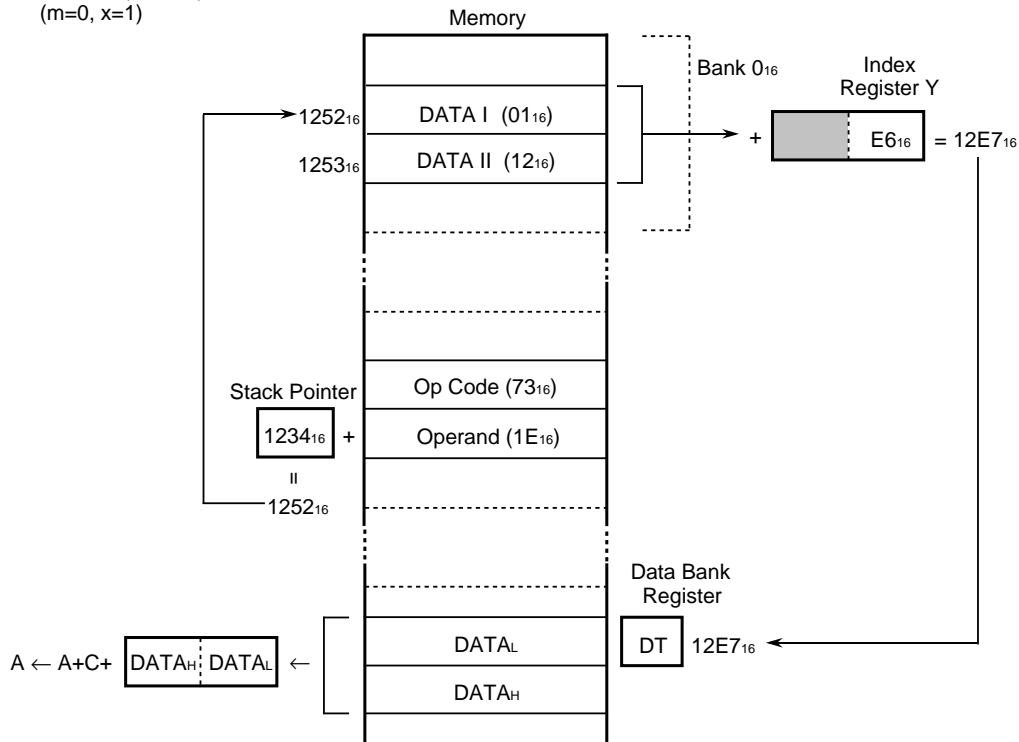 (m=0, x=1)
Memory
Bank 0₁₆
Index
Register Y
1252₁₆
DATA I (01₁₆)
+
E6₁₆
= 12E7₁₆
1253₁₆
DATA II (12₁₆)
Stack Pointer
Op Code (73₁₆)
1234₁₆
+
Operand (1E₁₆)
=
1252₁₆
Data Bank
Register
A ← A+C+
DATAH
DATAL
←
DATAL
DT
12E7₁₆
DATAH